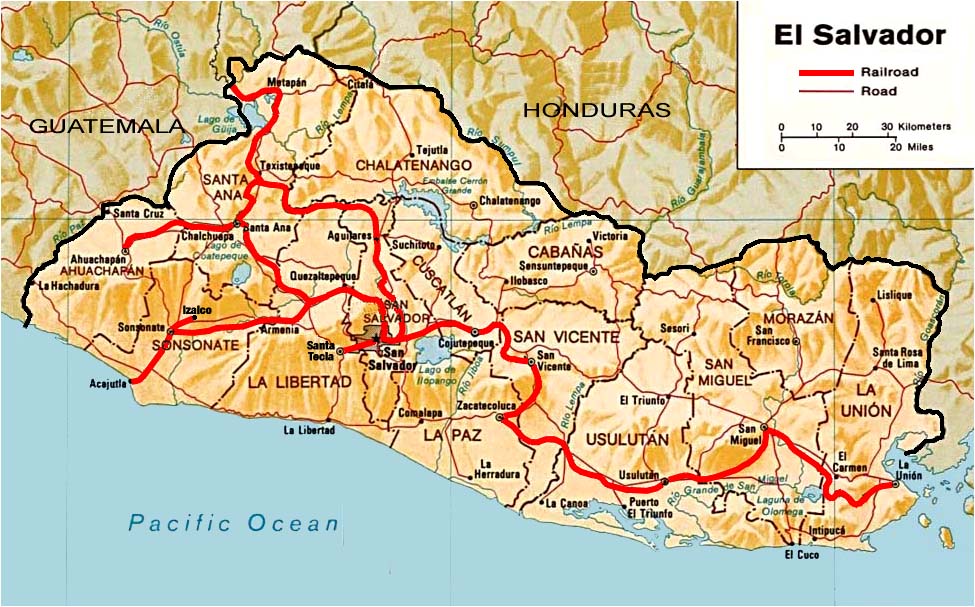 El Salvador
Railroad
Road
0 10 20 30 Kilometers
0 10 20 Miles
GUATEMALA
HONDURAS
Pacific Ocean
Río Ostúa
Metapán
Citalá
Lago de
Güija
Río Lempa
Río Sumpul
Tejutla
CHALATENANGO
Texistepeque
SANTA
ANA
Embalse Cerrón
Grande
Chalatenango
Río Guarajambala
Río Lempa
Santa Cruz
Río Paz
Chalchuapa
Santa Ana
Lago de
Coatepeque
Aguilares
Suchitoto
CUSCATLÁN
Victoria
CABAÑAS
Sensuntepeque
Ilobasco
Ahuachapán
AHUACHAPÁN
La Hachadura
Quezaltepeque
Río Torola
Izalco
SAN
SALVADOR
Lislique
MORAZÁN
Río Goascorán
Sonsonate
SONSONATE
Armenia
Santa
Tecla
San
Salvador
Cojutepeque
SAN VICENTE
San
Vicente
Sesori
San
Francisco
Santa Rosa
de Lima
Acajutla
LA LIBERTAD
Lago de
Ilopango
Río Jiboa
SAN
MIGUEL
LA
UNIÓN
Zacatecoluca
Río Lempa
El Triunfo
Comalapa
La Libertad
LA PAZ
USULUTÁN
San
Miguel
La
Herradura
Usulután
El
Carmen
La
Unión
Río Grande de San Miguel
La Canoa
Puerto
El Triunfo
Laguna de
Olomega
Intipucá
El Cuco